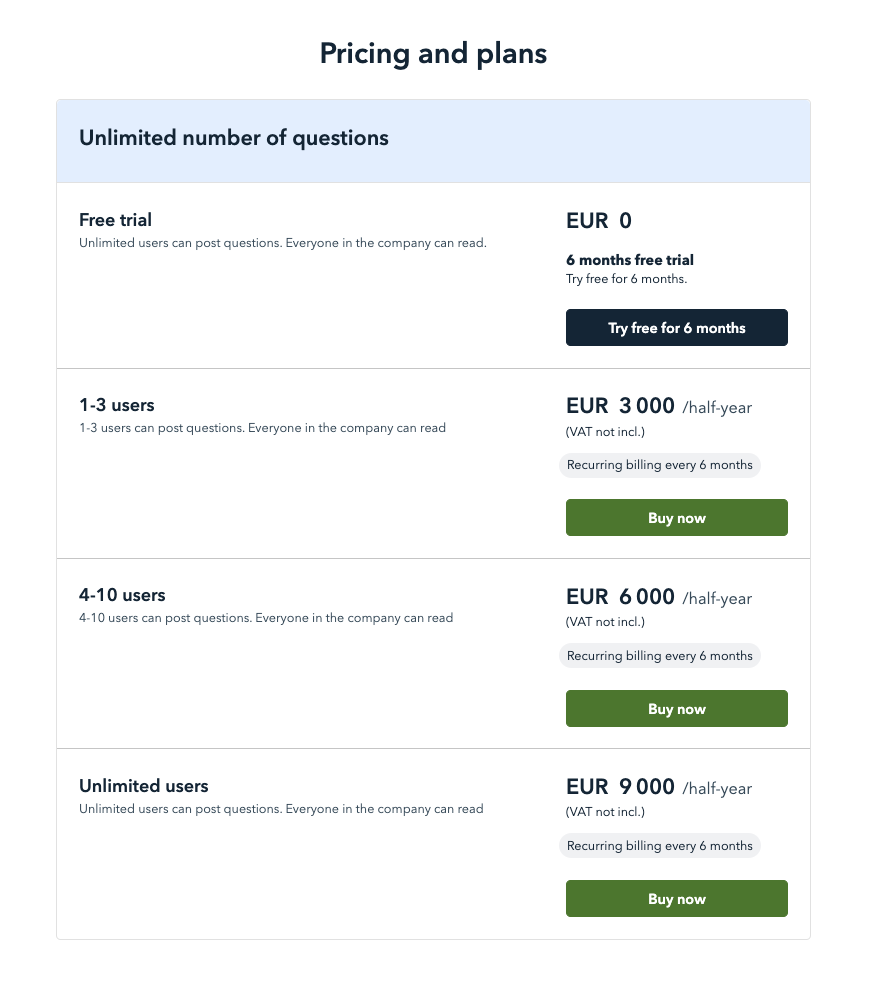 Pricing and plans
Unlimited number of questions
Free trial
Unlimited users can post questions. Everyone in the company can read.
EUR 0
6 months free trial
Try free for 6 months.
Try free for 6 months
1-3 users
1-3 users can post questions. Everyone in the company can read
EUR 3 000 /half-year
(VAT not incl.)
Recurring billing every 6 months
Buy now
4-10 users
4-10 users can post questions. Everyone in the company can read
EUR 6 000 /half-year
(VAT not incl.)
Recurring billing every 6 months
Buy now
Unlimited users
Unlimited users can post questions. Everyone in the company can read
EUR 9 000 /half-year
(VAT not incl.)
Recurring billing every 6 months
Buy now